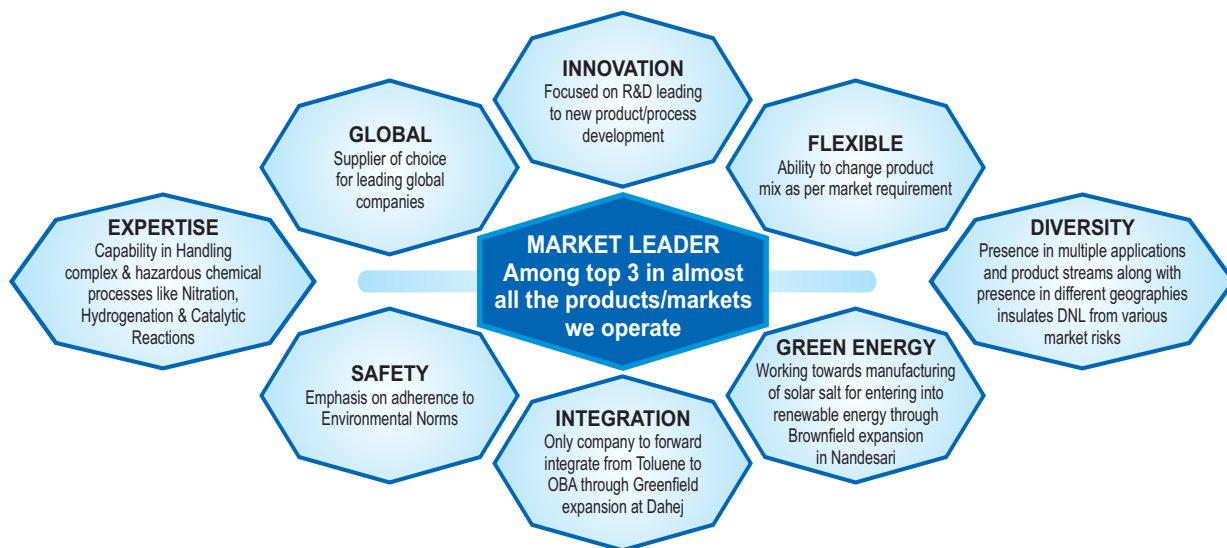 INNOVATION
Focused on R&D leading
to new product/process
development
GLOBAL
Supplier of choice
for leading global
companies
FLEXIBLE
Ability to change product
mix as per market requirement
EXPERTISE
Capability in Handling
complex & hazardous chemical
processes like Nitration,
Hydrogenation & Catalytic
Reactions
MARKET LEADER
Among top 3 in almost
all the products/markets
we operate
DIVERSITY
Presence in multiple applications
and product streams along with
presence in different geographies
insulates DNL from various
market risks
SAFETY
Emphasis on adherence to
Environmental Norms
INTEGRATION
Only company to forward
integrate from Toluene to
OBA through Greenfield
expansion at Dahej
GREEN ENERGY
Working towards manufacturing
of solar salt for entering into
renewable energy through
Brownfield expansion
in Nandesari